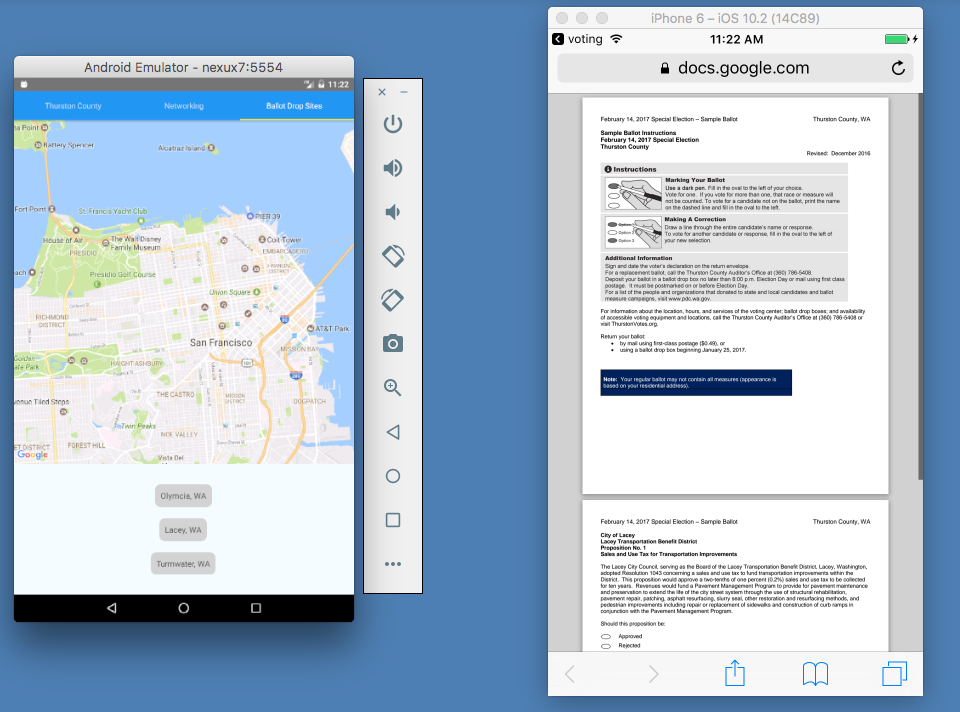 Android Emulator - nexux7:5554
11:22
Thurston County
Networking
Ballot Drop Sites
ta Point
Battery Spencer
Alcatraz Island
Fort Point
St. Francis Yacht Club
PIER 39
House of Air
The Walt Disney
Family Museum
Coit Tower
PRESIDIO
EMBARCADERO
each
Presidio Golf Course
FINANCIAL
DISTRICT
Union Square
RICHMOND
DISTRICT
AT&T Park
San Francisco
MISSION BAY
Golden
ate Park
HAIGHT-ASHBURY
101
280
80
THE CASTRO
MISSION
DISTRICT
DOGPATCH
enue Tiled Steps
Twin Peaks
NOE VALLEY
ET DISTRICT
FOREST HILL
Vista Del
Google
Olymcia, WA
Lacey, WA
Turmwater, WA
iPhone 6 – iOS 10.2 (14C89)
voting
11:22 AM
docs.google.com
February 14, 2017 Special Election – Sample Ballot
Thurston County, WA
Sample Ballot Instructions
February 14, 2017 Special Election
Thurston County
Revised: December 2016
Instructions
Marking Your Ballot
Use a dark pen. Fill in the oval to the left of your choice.
Vote for one. If you vote for more than one, that race or measure will
not be counted. To vote for a candidate not on the ballot, print the name
on the dashed line and fill in the oval to the left.
Making A Correction
Draw a line through the entire candidate's name or response.
To vote for another candidate or response, fill in the oval to the left of
your new selection.
Option
Option 2
Option 3
Additional Information
Sign and date the voter's declaration on the return envelope.
For a replacement ballot, call the Thurston County Auditor's Office at (360) 786-5408.
Deposit your ballot in a ballot drop box no later than 8:00 p.m. Election Day or mail using first class
postage. It must be postmarked on or before Election Day.
For a list of the people and organizations that donated to state and local candidates and ballot
measure campaigns, visit www.pdc.wa.gov.
For information about the location, hours, and services of the voting center; ballot drop boxes; and availability
of accessible voting equipment and locations, call the Thurston County Auditor's Office at (360) 786-5408 or
visit ThurstonVotes.org.
Return your ballot:
• by mail using first-class postage ($0.49), or
• using a ballot drop box beginning January 25, 2017.
Note: Your regular ballot may not contain all measures (appearance is
based on your residential address).
February 14, 2017 Special Election – Sample Ballot
Thurston County, WA
City of Lacey
Lacey Transportation Benefit District
Proposition No. 1
Sales and Use Tax for Transportation Improvements
The Lacey City Council, serving as the Board of the Lacey Transportation Benefit District, Lacey, Washington,
adopted Resolution 1043 concerning a sales and use tax to fund transportation improvements within the
District. This proposition would approve a two-tenths of one percent (0.2%) sales and use tax to be collected
for ten years. Revenues would fund a Pavement Management Program to provide for pavement maintenance
and preservation to extend the life of the city street system through the use of structural rehabilitation,
pavement repair, patching, asphalt resurfacing, slurry seal, other restoration and resurfacing methods, and
pedestrian improvements including repair or replacement of sidewalks and construction of curb ramps in
conjunction with the Pavement Management Program.
Should this proposition be:
Approved
Rejected